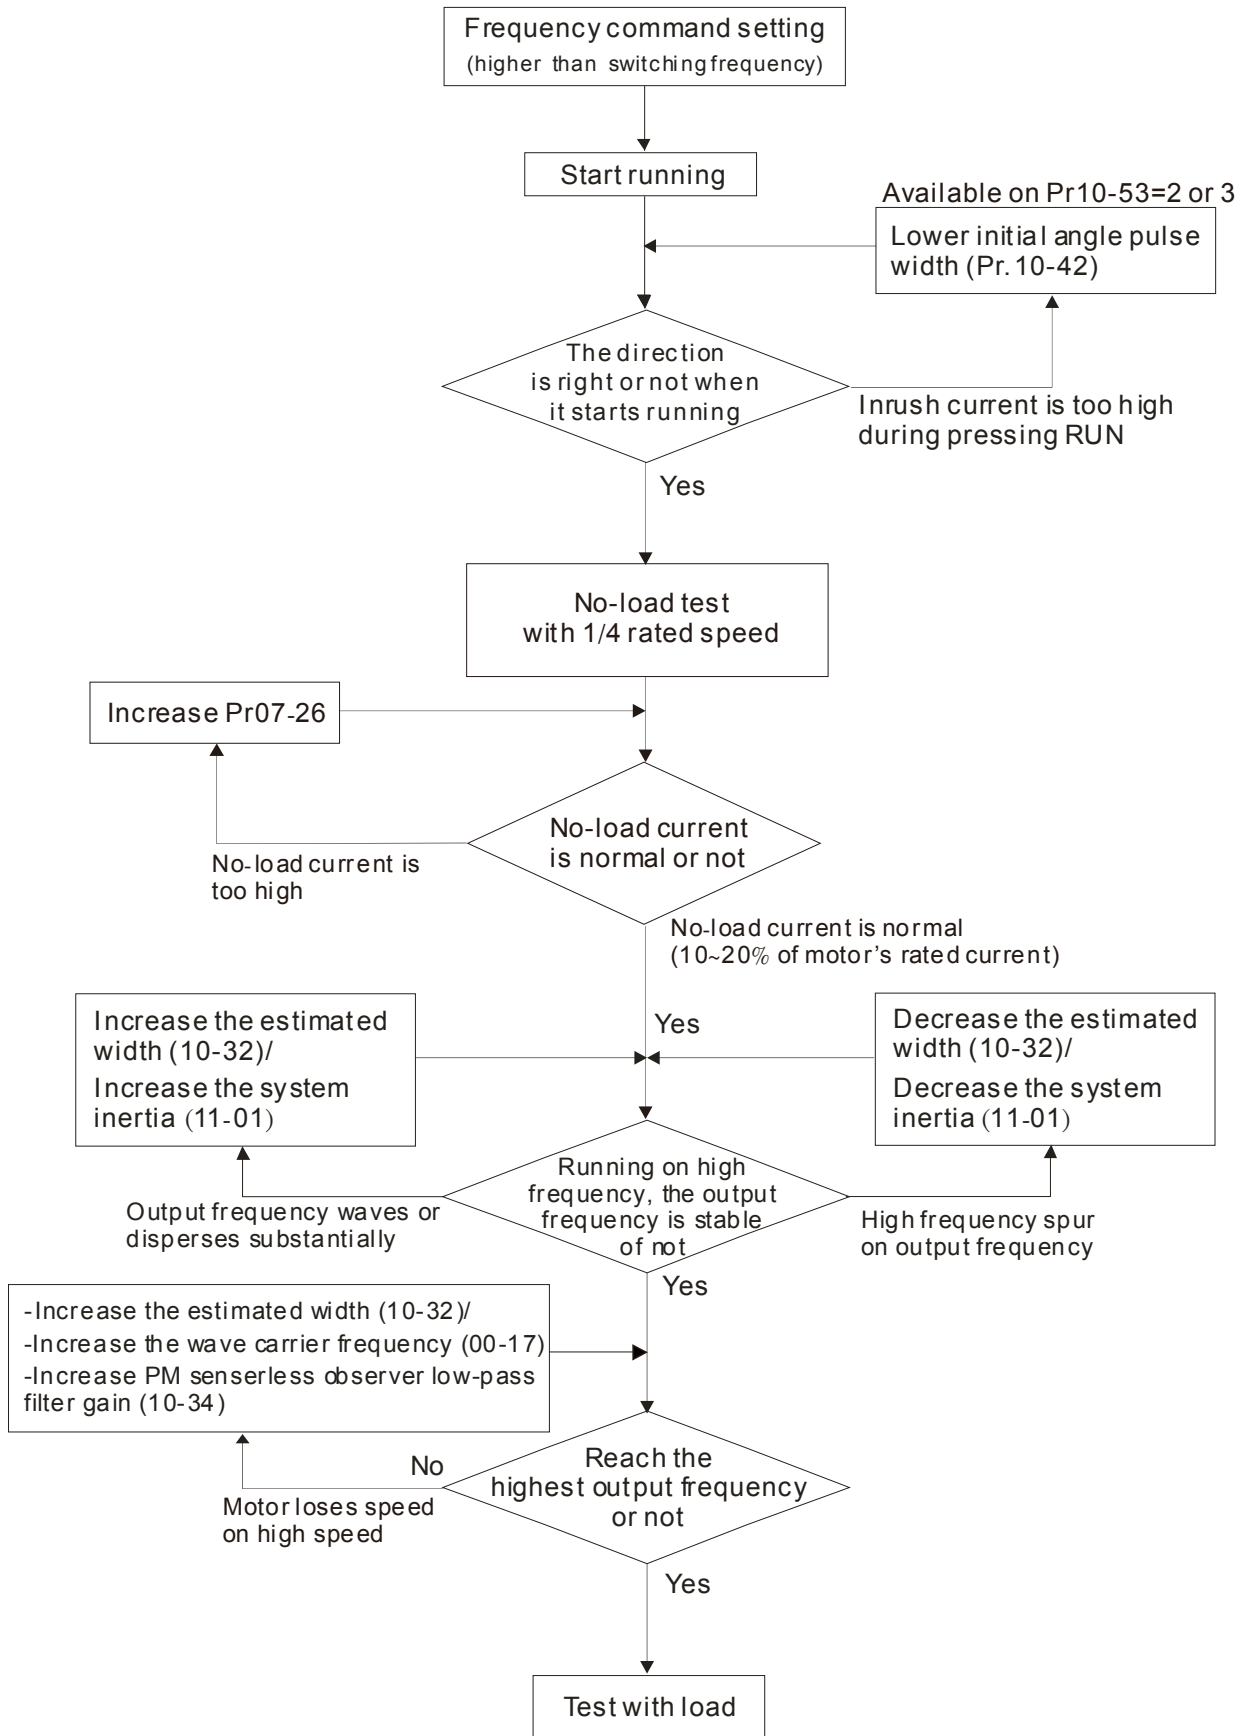 Frequency command setting
(higher than switching frequency)
Start running
Available on Pr10-53=2 or 3
Lower initial angle pulse
width (Pr. 10-42)
The direction
is right or not when
it starts running
Inrush current is too high
during pressing RUN
Yes
No-load test
with 1/4 rated speed
Increase Pr07-26
No-load current
is normal or not
No-load current is
too high
No-load current is normal
(10~20% of motor's rated current)
Yes
Increase the estimated
width (10-32)/
Increase the system
inertia (11-01)
Decrease the estimated
width (10-32)/
Decrease the system
inertia (11-01)
Running on high
frequency, the output
frequency is stable
of not
Output frequency waves or
disperses substantially
High frequency spur
on output frequency
Yes
-Increase the estimated width (10-32)/
-Increase the wave carrier frequency (00-17)
-Increase PM senserless observer low-pass
filter gain (10-34)
Reach the
highest output frequency
or not
No
Motor loses speed
on high speed
Yes
Test with load